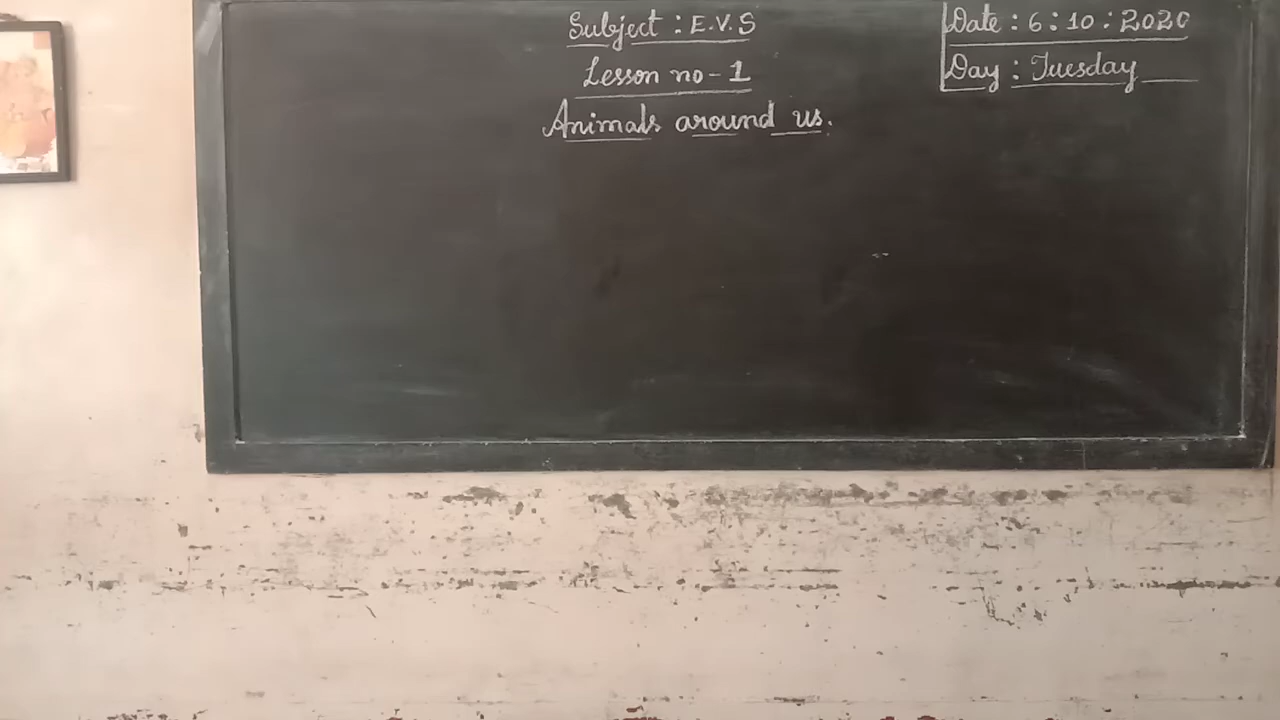 Subject : E.V.S
Lesson no - 1
Animals around us.
Date : 6 : 10 : 2020
Day : Tuesday